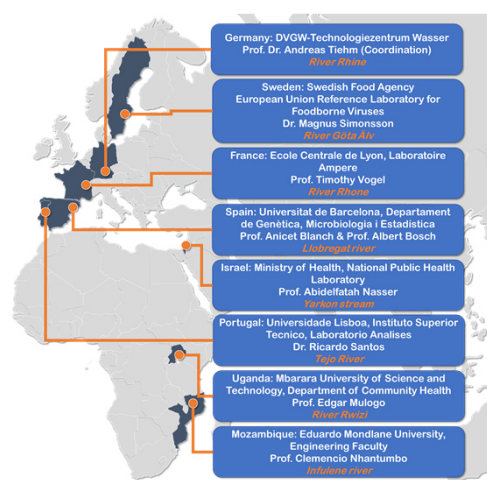 Germany: DVGW-Technologiezentrum Wasser
Prof. Dr. Andreas Tiehm (Coordination)
River Rhine
Sweden: Swedish Food Agency
European Union Reference Laboratory for
Foodborne Viruses
Dr. Magnus Simonsson
River Göta Älv
France: Ecole Centrale de Lyon, Laboratoire
Ampere
Prof. Timothy Vogel
River Rhone
Spain: Universitat de Barcelona, Departament
de Genètica, Microbiologia i Estadística
Prof. Anicet Blanch & Prof. Albert Bosch
Llobregat river
Israel: Ministry of Health, National Public Health
Laboratory
Prof. Abidelfatah Nasser
Yarkon stream
Portugal: Universidade Lisboa, Instituto Superior
Tecnico, Laboratorio Analises
Dr. Ricardo Santos
Tejo River
Uganda: Mbarara University of Science and
Technology, Department of Community Health
Prof. Edgar Mulogo
River Rwizi
Mozambique: Eduardo Mondlane University,
Engineering Faculty
Prof. Clemencio Nhantumbo
Infulene river